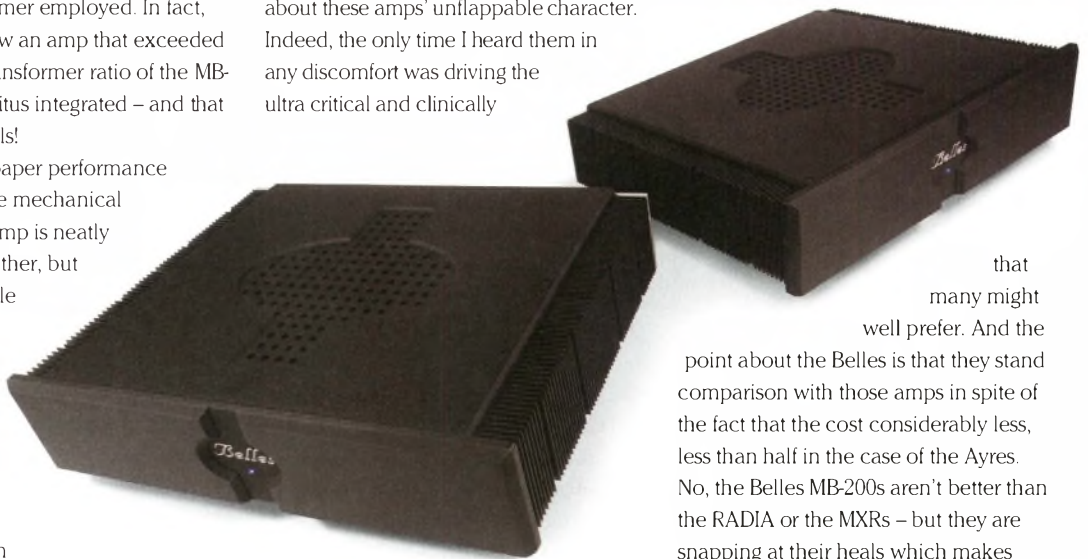 mer employed. In fact,
w an amp that exceeded
nsformer ratio of the MB-
itus integrated – and that
ls!
paper performance
e mechanical
mp is neatly
ther, but
le
n
about these amps' unflappable character.
Indeed, the only time I heard them in
any discomfort was driving the
ultra critical and clinically
that
many might
well prefer. And the
point about the Belles is that they stand
comparison with those amps in spite of
the fact that the cost considerably less,
less than half in the case of the Ayres.
No, the Belles MB-200s aren't better than
the RADIA or the MXRs – but they are
snapping at their heals which makes
Belles
Belles